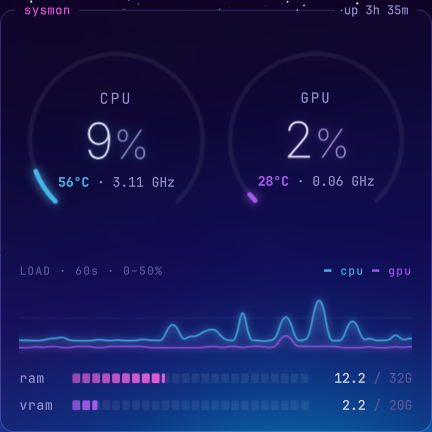 sysmon up 3h 35m
CPU GPU
9% 2%
56°C · 3.11 GHz 28°C · 0.06 GHz
LOAD · 60s · 0–50% cpu gpu
ram 12.2 / 32G
vram 2.2 / 20G